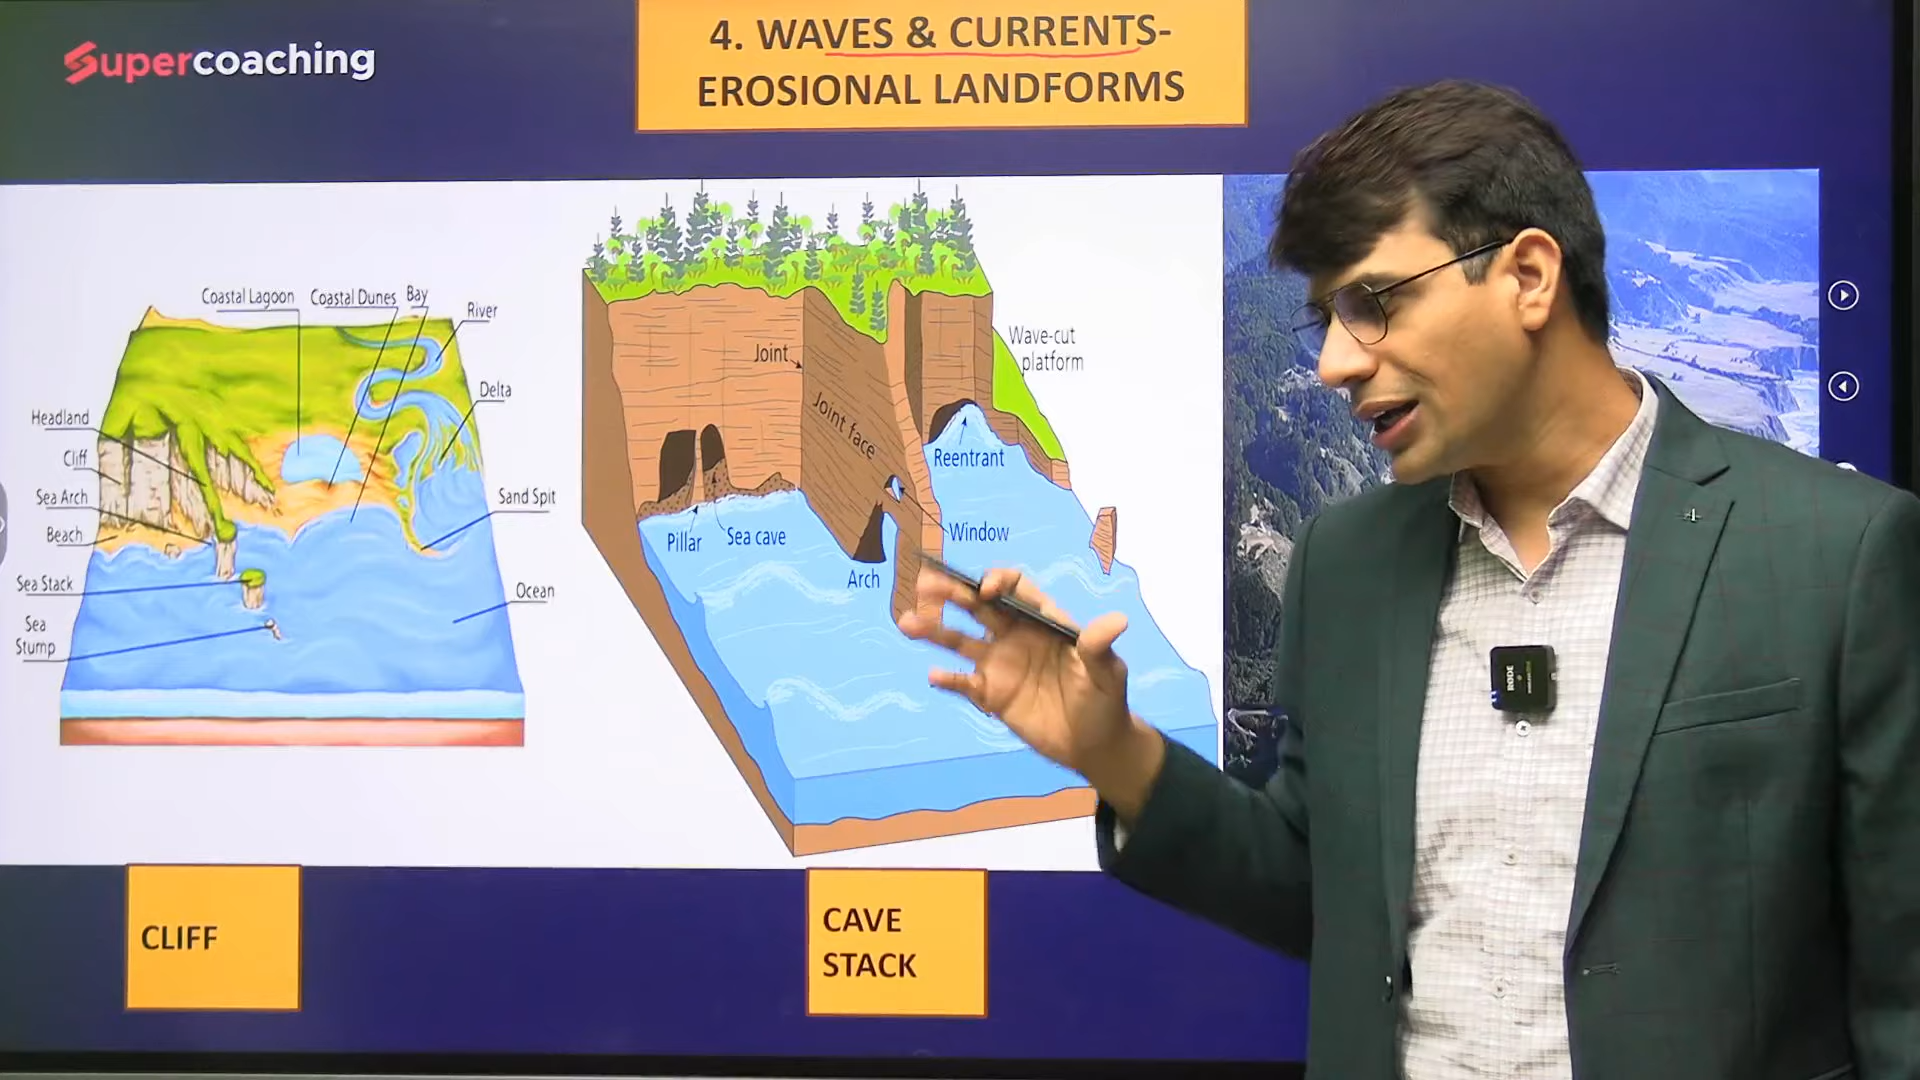 Supercoaching
4. WAVES & CURRENTS-
EROSIONAL LANDFORMS
Coastal Lagoon
Coastal Dunes
Bay
River
Delta
Headland
Cliff
Sea Arch
Beach
Sand Spit
Sea Stack
Ocean
Sea
Stump
Joint
Joint face
Wave-cut
platform
Reentrant
Window
Pillar
Sea cave
Arch
RODE
CLIFF
CAVE
STACK